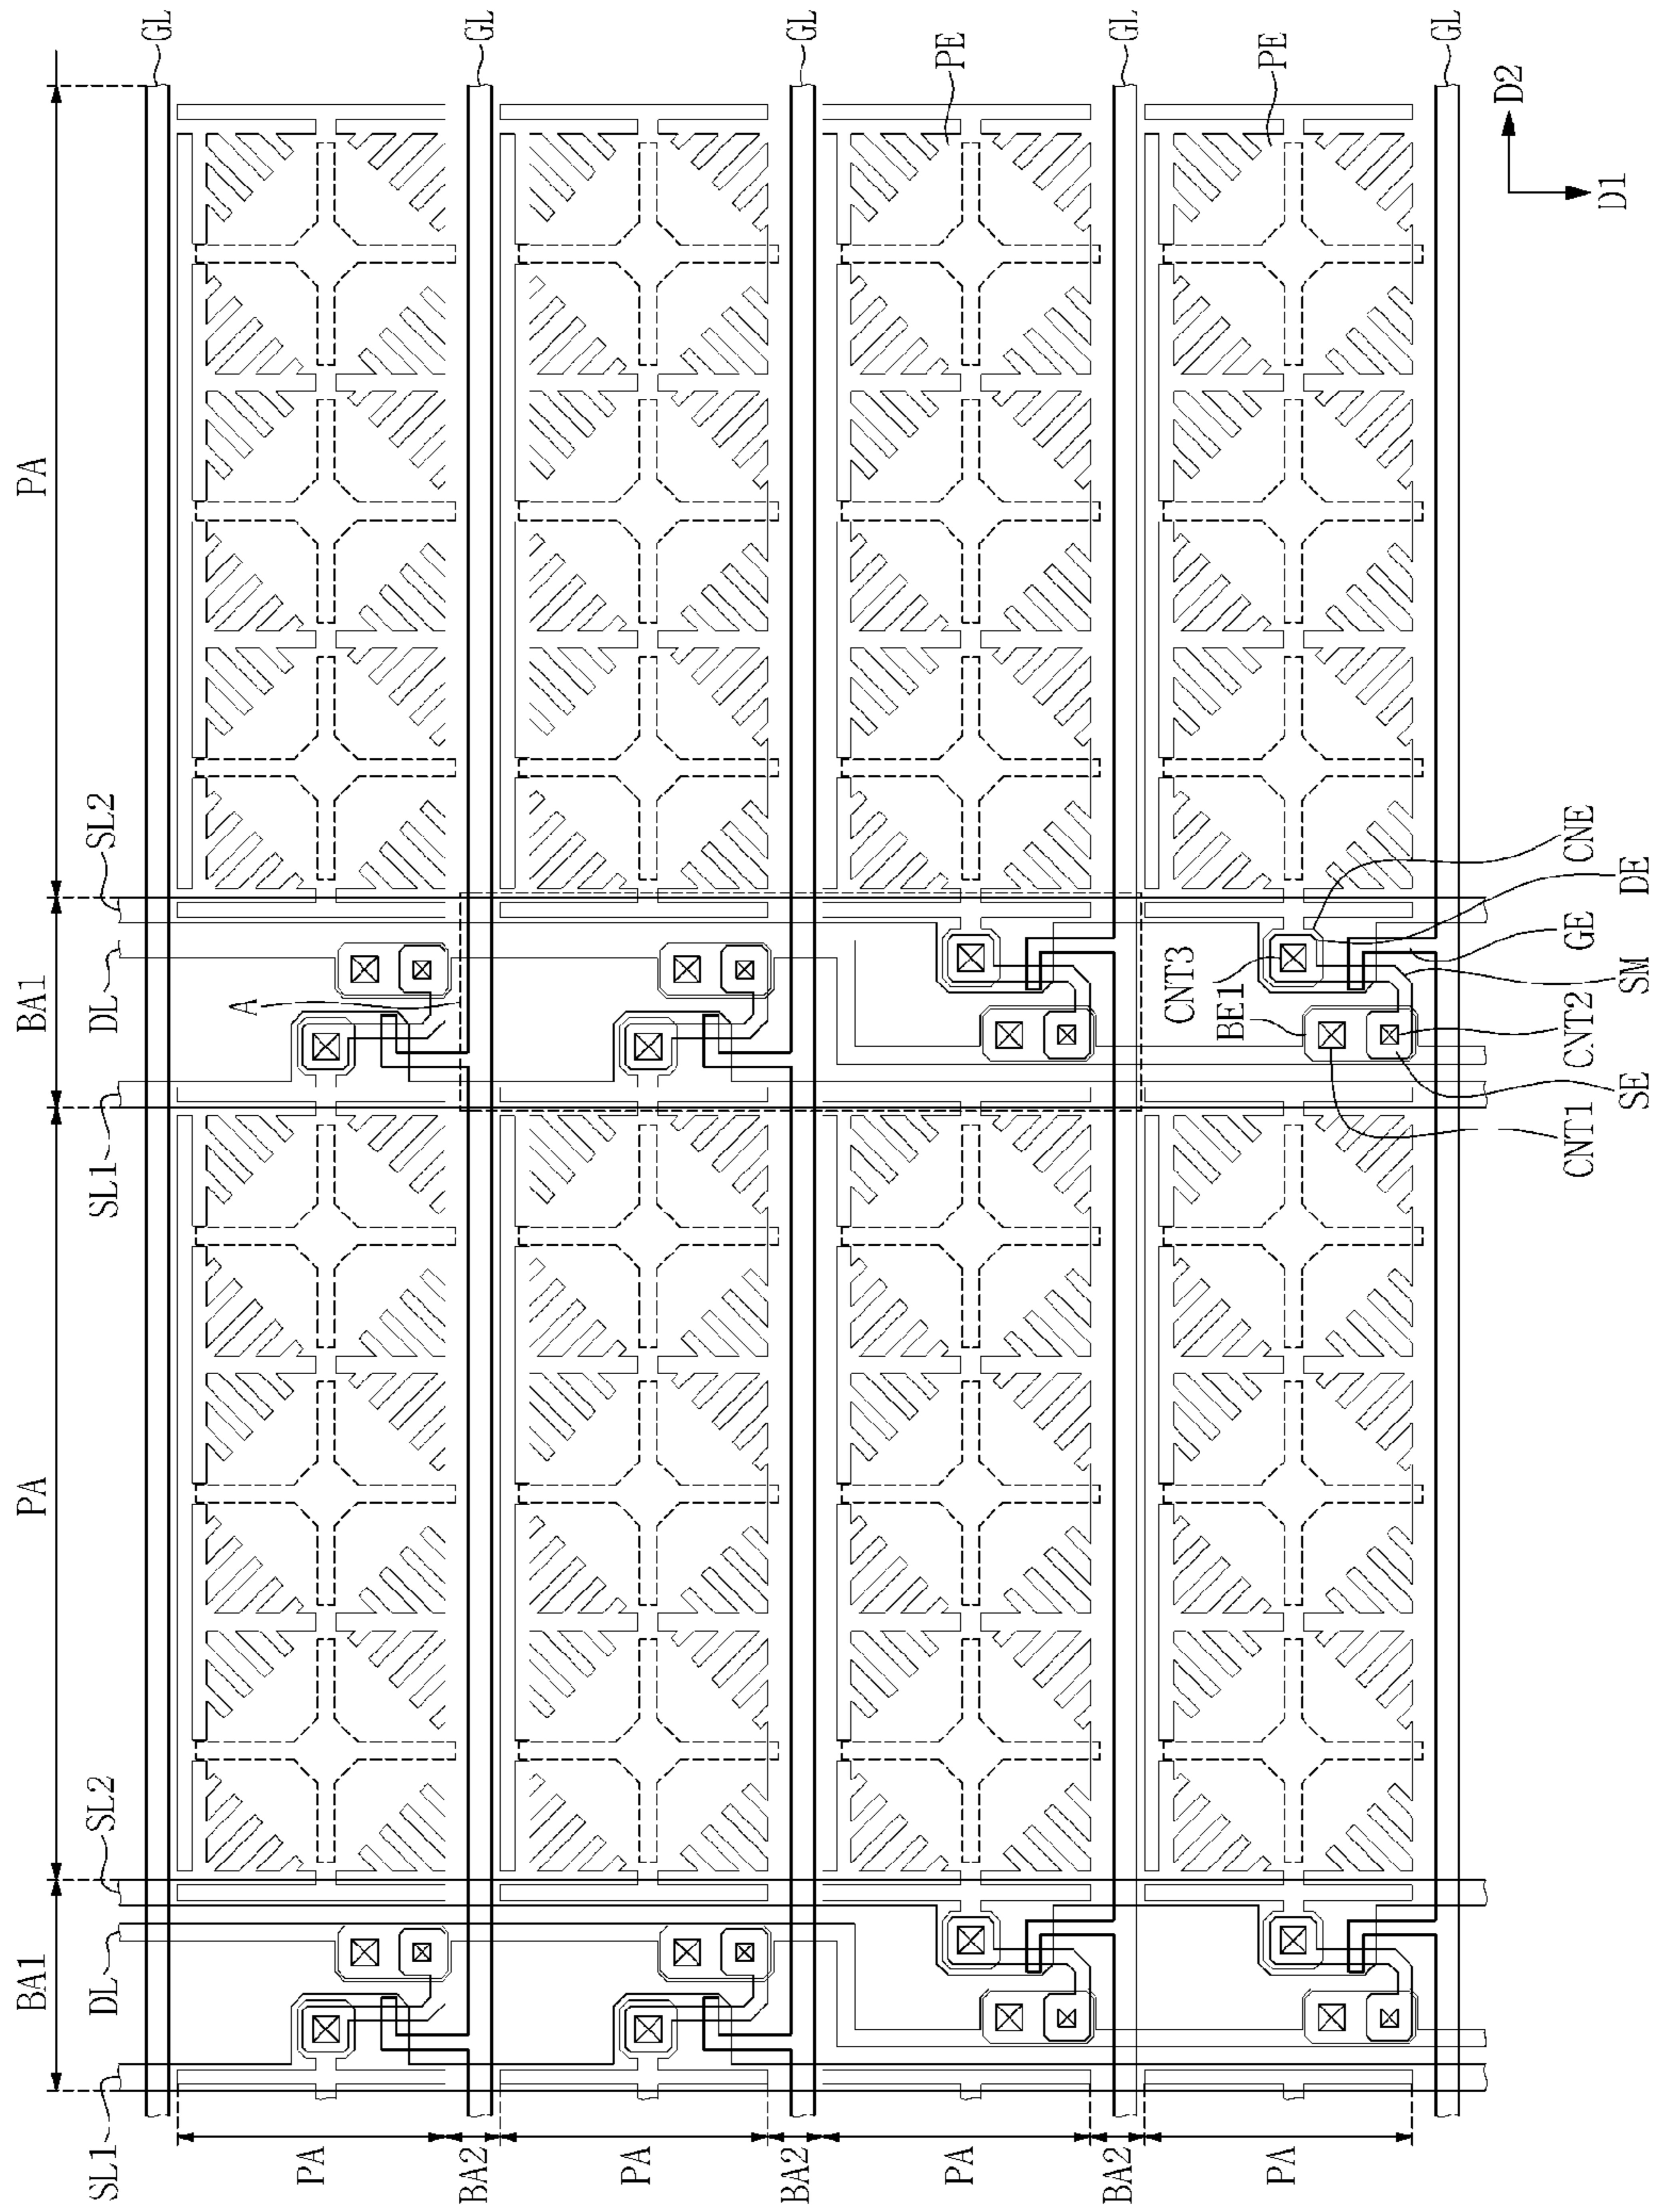 GL
GL
GL
GL
GL
PE
PE
D2
D1
PA
SL2
BA1
DL
A
SL1
CNT3
BE1
CNE
DE
GE
SM
CNT2
SE
CNT1
PA
SL2
BA1
DL
SL1
PA
BA2
PA
BA2
PA
BA2
PA